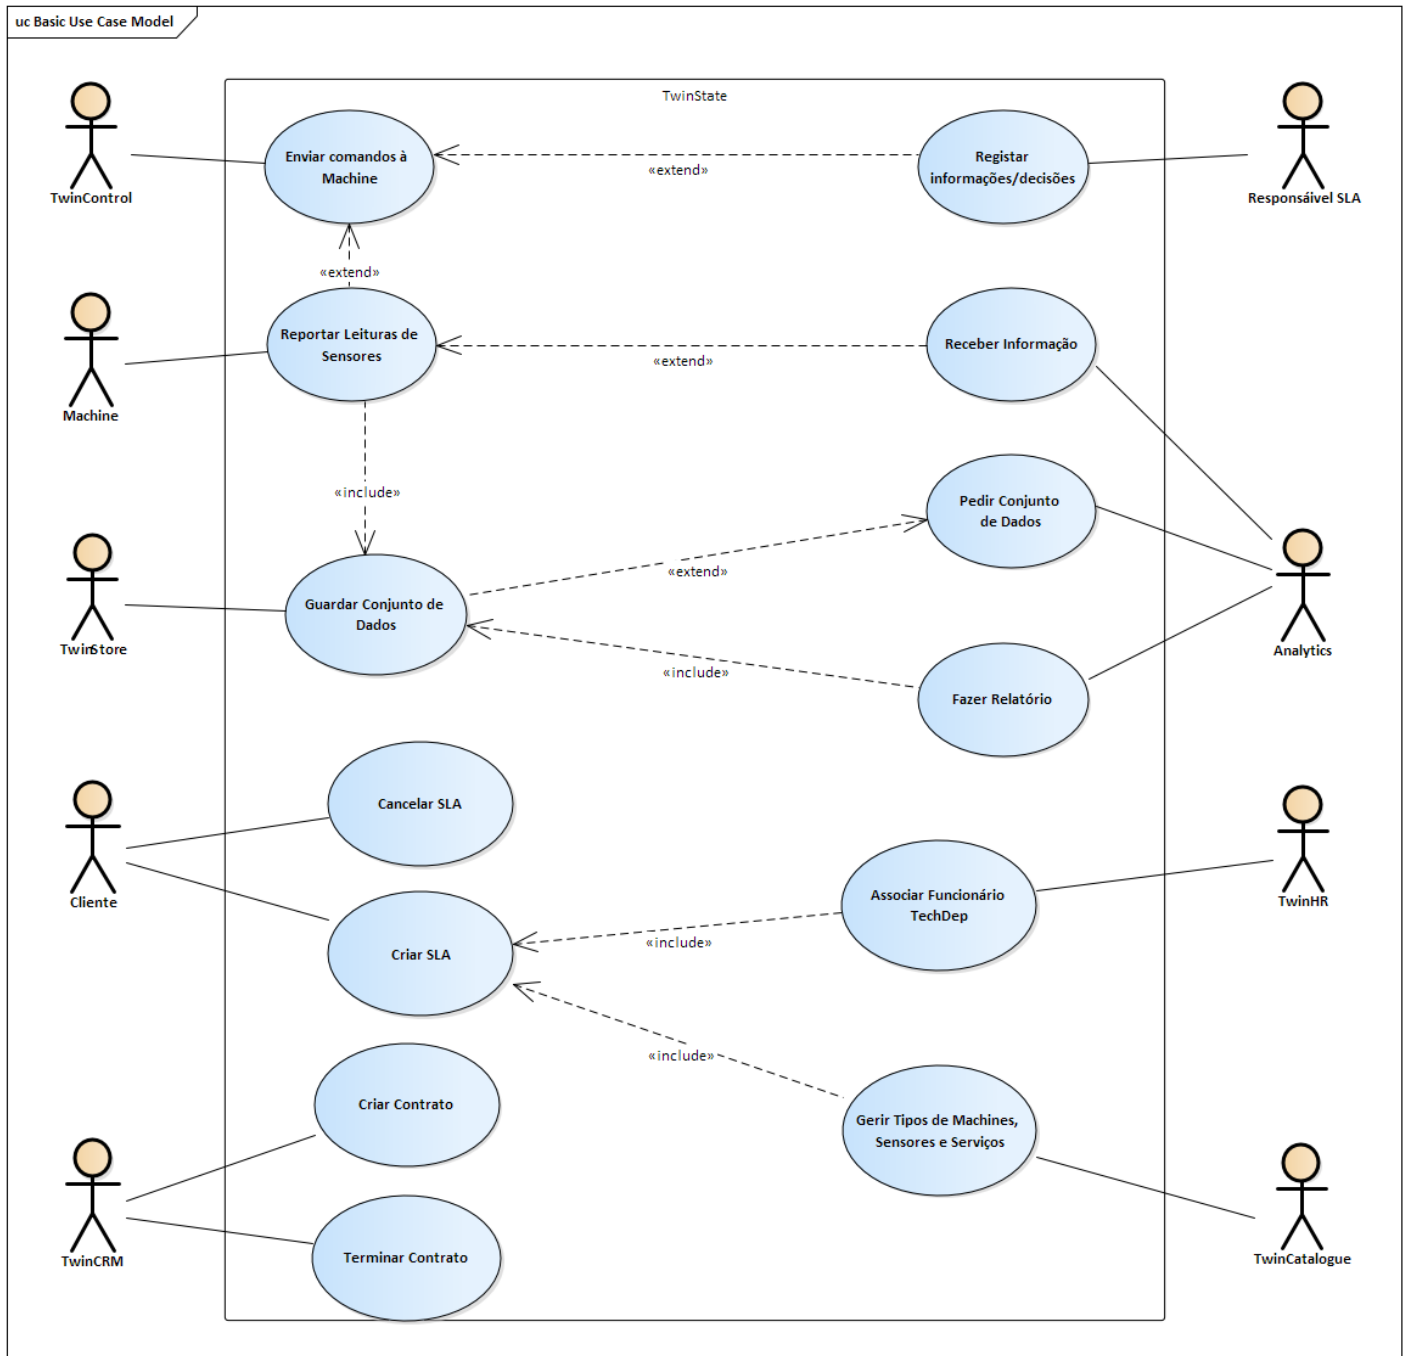 uc Basic Use Case Model
TwinState
TwinControl
Enviar comandos à
Machine
«extend»
Registar
informações/decisões
Responsáivel SLA
«extend»
Machine
Reportar Leituras de
Sensores
«extend»
Receber Informação
«include»
Pedir Conjunto
de Dados
«extend»
TwinStore
Guardar Conjunto de
Dados
Analytics
«include»
Fazer Relatório
Cliente
Cancelar SLA
Criar SLA
«include»
Associar Funcionário
TechDep
TwinHR
«include»
Criar Contrato
Gerir Tipos de Machines,
Sensores e Serviços
TwinCRM
Terminar Contrato
TwinCatalogue